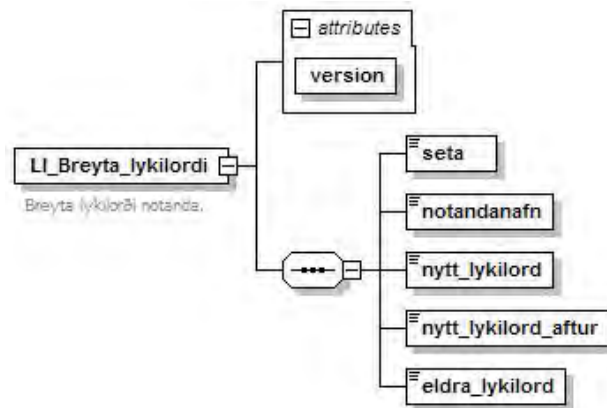 attributes
version
LI_Breyta_lykilordi
Breyta lykilorði notanda.
seta
notandanafn
nytt_lykilord
nytt_lykilord_aftur
eldra_lykilord